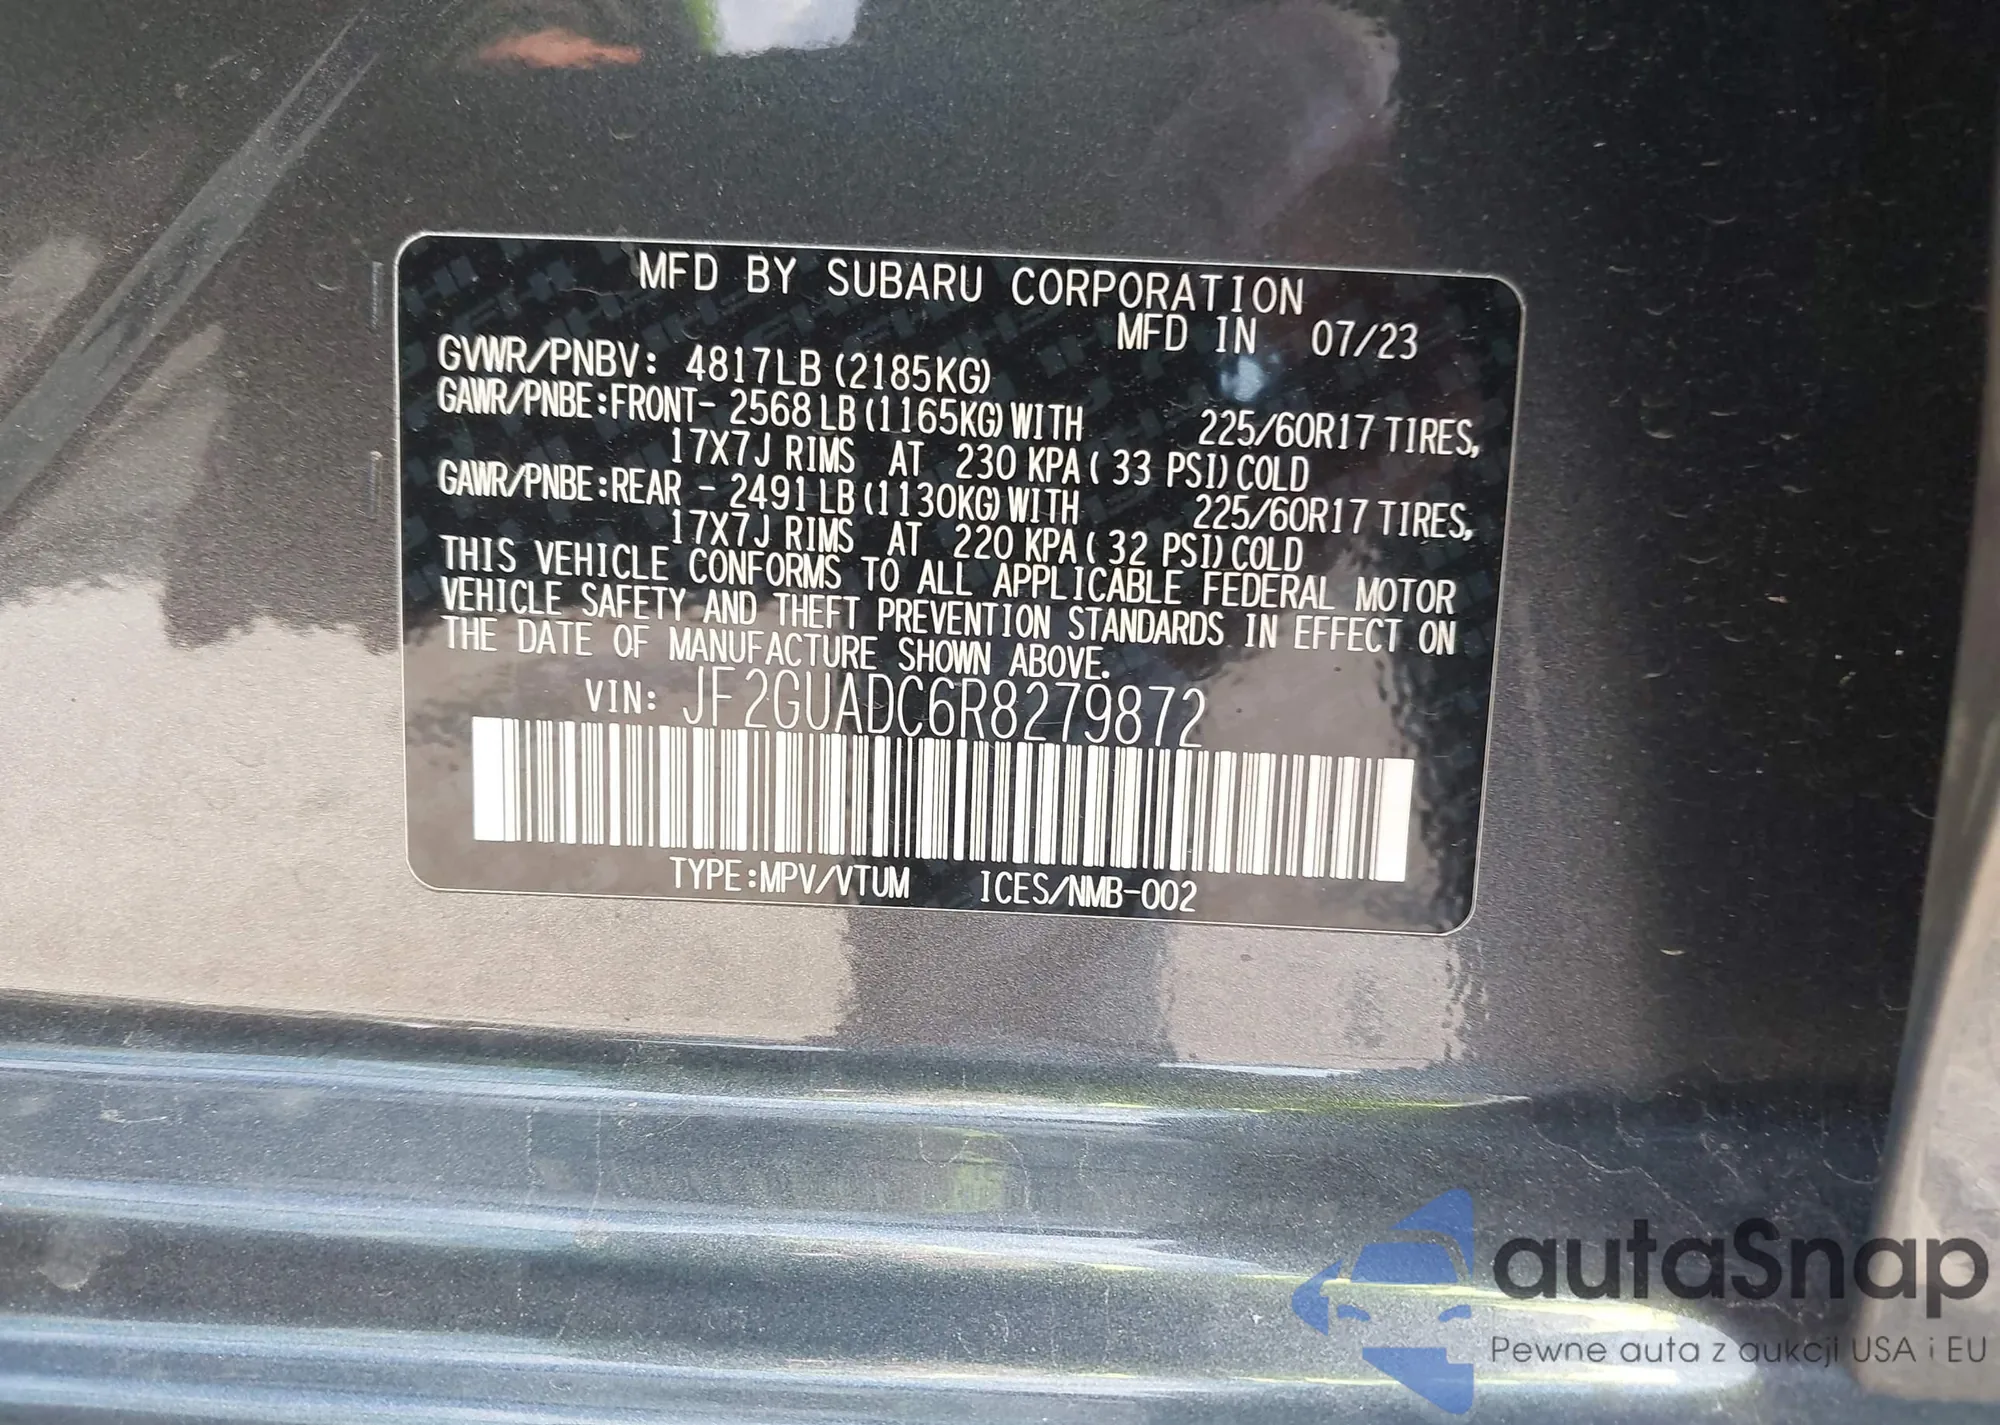 MFD BY SUBARU CORPORATION
MFD IN 07/23
GVWR/PNBV: 4817LB (2185KG)
GAWR/PNBE:FRONT- 2568LB(1165KG)WITH 225/60R17 TIRES,
17X7J RIMS AT 230 KPA( 33 PSI)COLD
GAWR/PNBE:REAR - 2491LB(1130KG)WITH 225/60R17 TIRES,
17X7J RIMS AT 220 KPA( 32 PSI)COLD
THIS VEHICLE CONFORMS TO ALL APPLICABLE FEDERAL MOTOR
VEHICLE SAFETY AND THEFT PREVENTION STANDARDS IN EFFECT ON
THE DATE OF MANUFACTURE SHOWN ABOVE.
VIN: JF2GUADC6R8279872
TYPE:MPV/VTUM ICES/NMB-002
autaSnap
Pewne auta z aukcji USA i EU